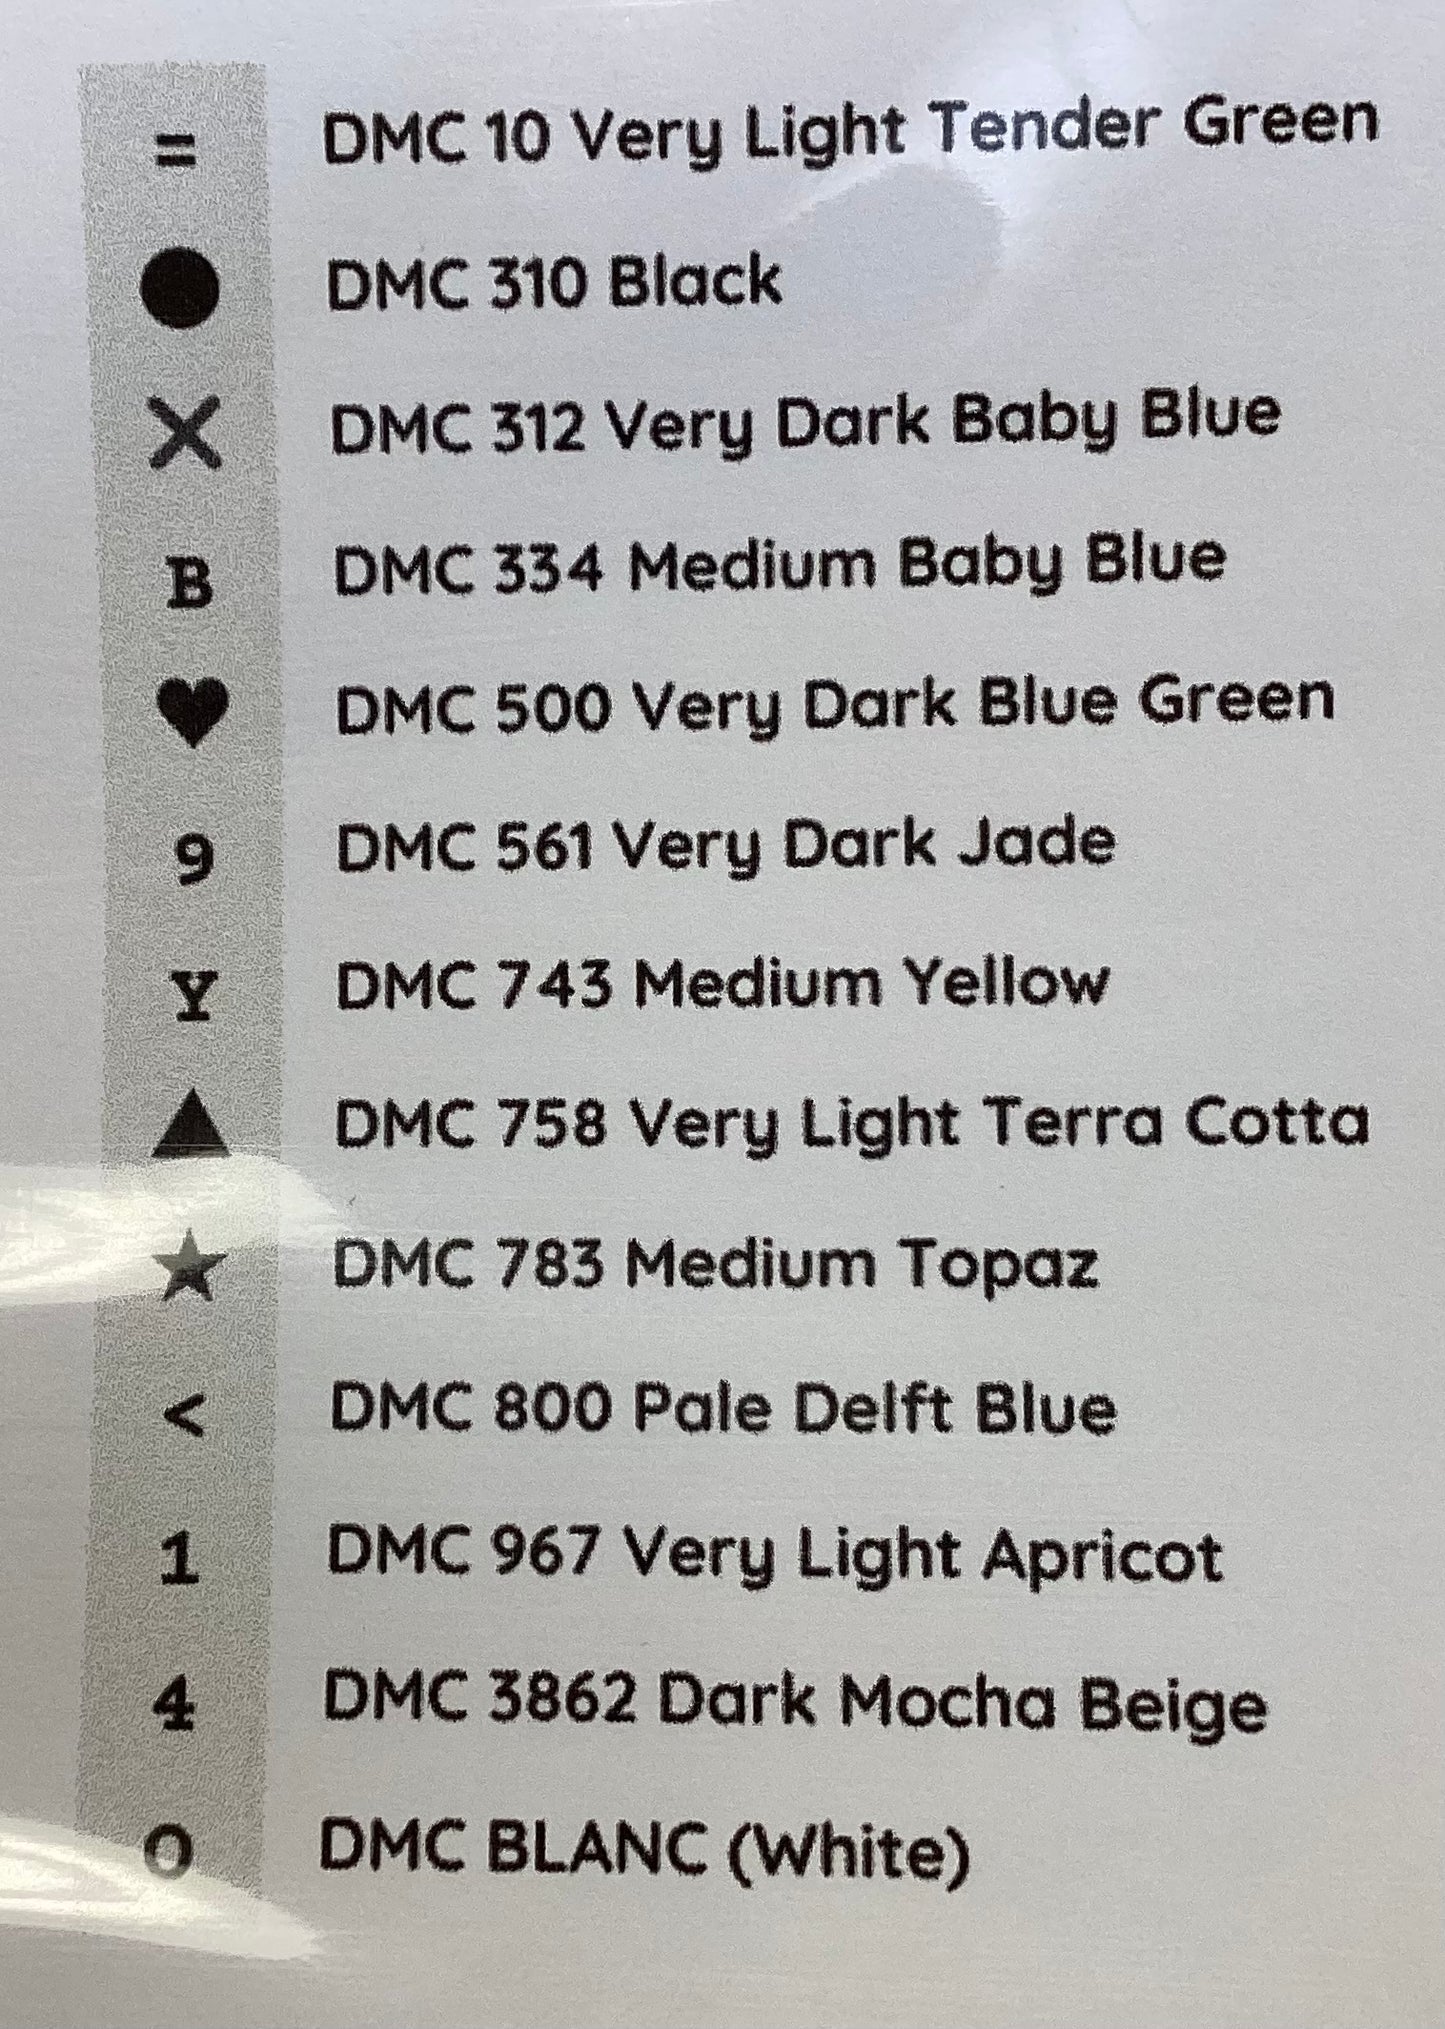 = DMC 10 Very Light Tender Green
● DMC 310 Black
✕ DMC 312 Very Dark Baby Blue
B DMC 334 Medium Baby Blue
♥ DMC 500 Very Dark Blue Green
9 DMC 561 Very Dark Jade
Y DMC 743 Medium Yellow
▲ DMC 758 Very Light Terra Cotta
★ DMC 783 Medium Topaz
< DMC 800 Pale Delft Blue
1 DMC 967 Very Light Apricot
4 DMC 3862 Dark Mocha Beige
O DMC BLANC (White)